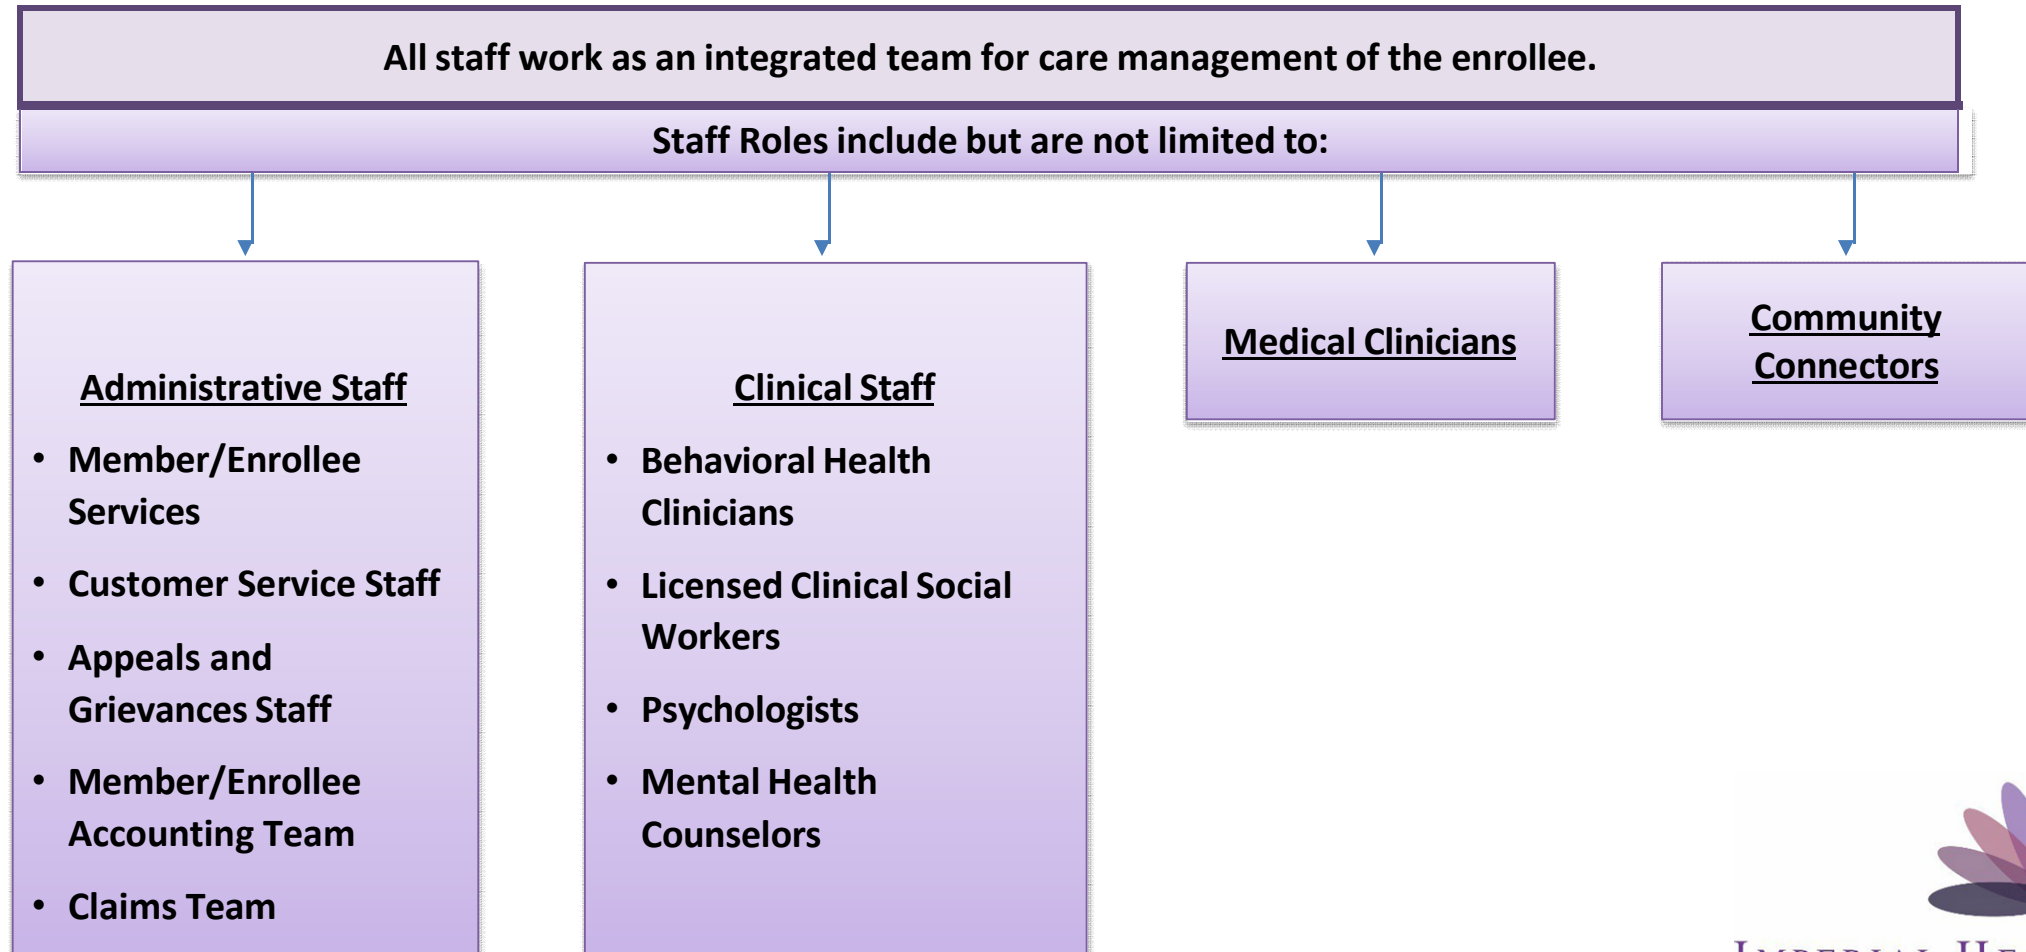 All staff work as an integrated team for care management of the enrollee.
Staff Roles include but are not limited to:
Administrative Staff
• Member/Enrollee
Services
• Customer Service Staff
• Appeals and
Grievances Staff
• Member/Enrollee
Accounting Team
• Claims Team
Clinical Staff
• Behavioral Health
Clinicians
• Licensed Clinical Social
Workers
• Psychologists
• Mental Health
Counselors
Medical Clinicians
Community
Connectors
IMPERIAL